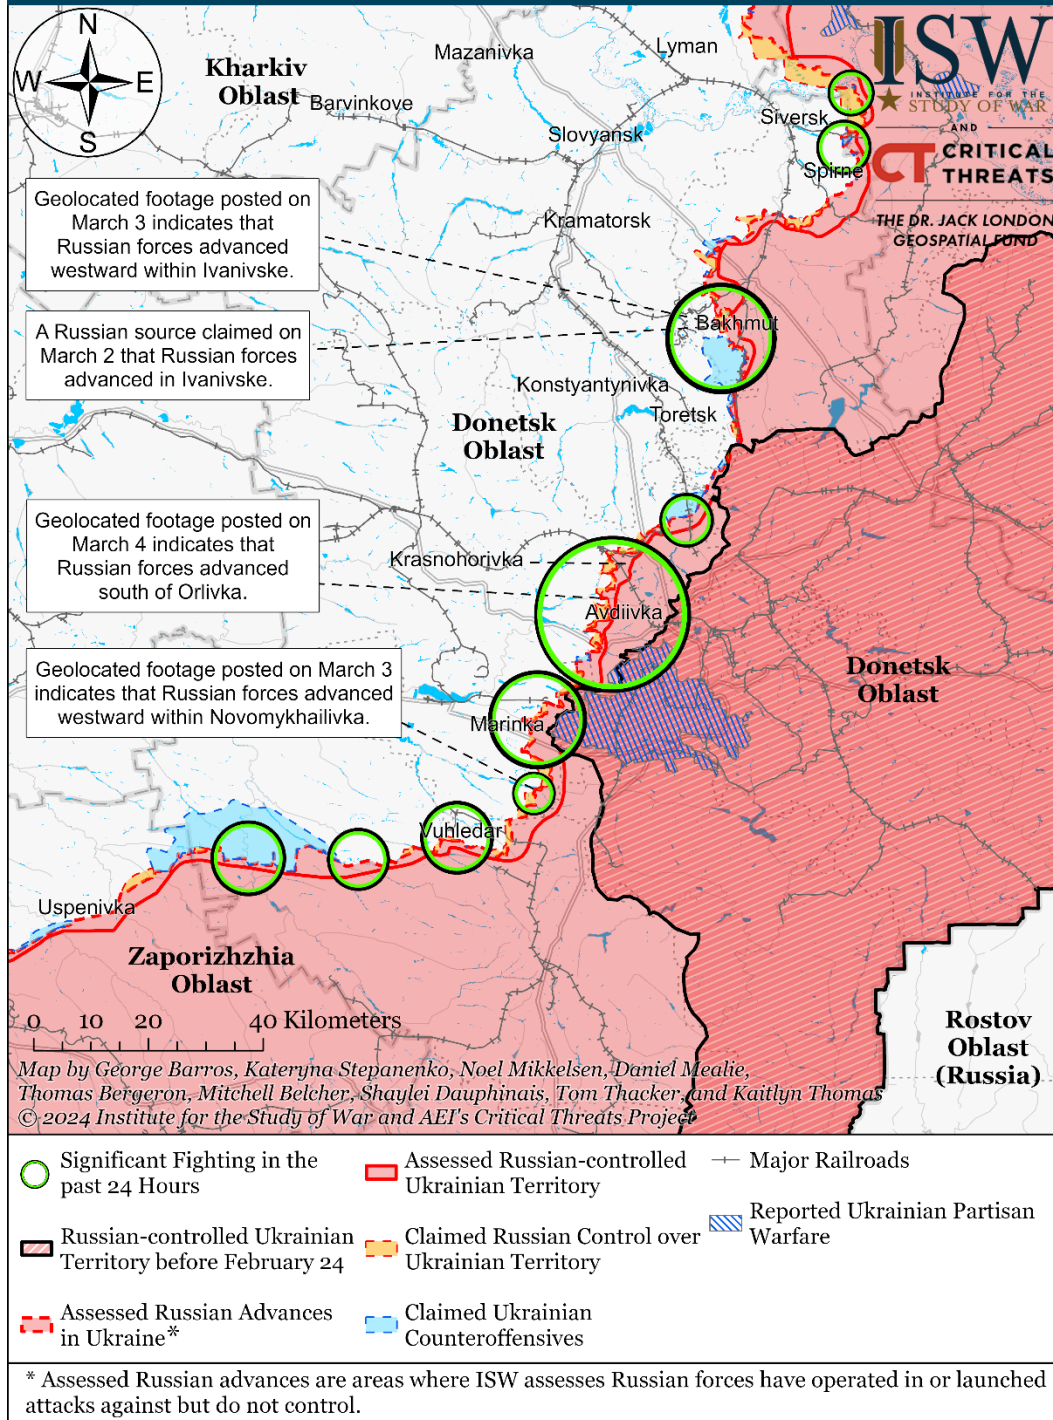 N
W
E
S
Mazanivka
Lyman
Kharkiv
Oblast
Barvinkove
Slovyansk
Siversk
Spirne
ISW
INSTITUTE FOR THE
STUDY OF WAR
AND
CT CRITICAL
THREATS
THE DR. JACK LONDON
GEOSPATIAL FUND
Geolocated footage posted on
March 3 indicates that
Russian forces advanced
westward within Ivanivske.
Kramatorsk
A Russian source claimed on
March 2 that Russian forces
advanced in Ivanivske.
Bakhmut
Konstyantynivka
Toretsk
Donetsk
Oblast
Geolocated footage posted on
March 4 indicates that
Russian forces advanced
south of Orlivka.
Krasnohorivka
Avdiivka
Donetsk
Oblast
Geolocated footage posted on March 3
indicates that Russian forces advanced
westward within Novomykhailivka.
Marinka
Vuhledar
Uspenivka
Zaporizhzhia
Oblast
Rostov
Oblast
(Russia)
0 10 20 40 Kilometers
Map by George Barros, Kateryna Stepanenko, Noel Mikkelsen, Daniel Mealie,
Thomas Bergeron, Mitchell Belcher, Shaylei Dauphinais, Tom Thacker, and Kaitlyn Thomas
© 2024 Institute for the Study of War and AEI's Critical Threats Project
Significant Fighting in the
past 24 Hours
Russian-controlled Ukrainian
Territory before February 24
Assessed Russian Advances
in Ukraine*
Assessed Russian-controlled
Ukrainian Territory
Claimed Russian Control over
Ukrainian Territory
Claimed Ukrainian
Counteroffensives
Major Railroads
Reported Ukrainian Partisan
Warfare
* Assessed Russian advances are areas where ISW assesses Russian forces have operated in or launched
attacks against but do not control.